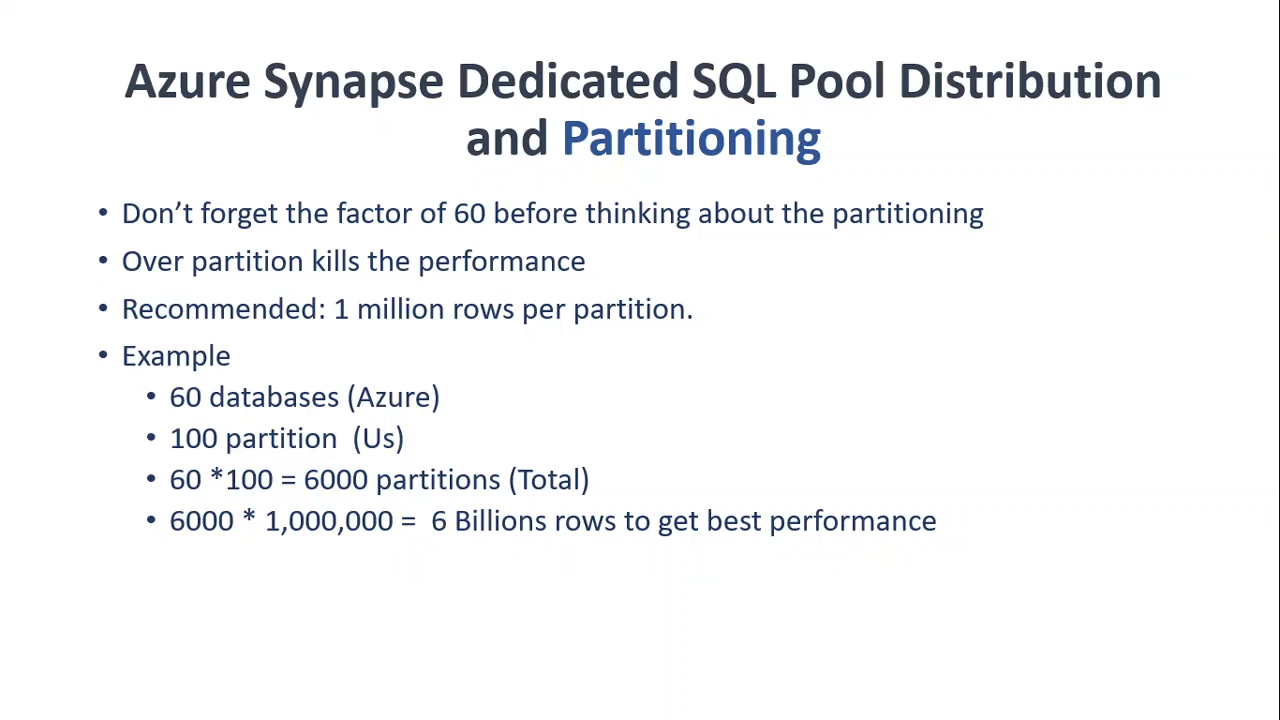 Azure Synapse Dedicated SQL Pool Distribution
and Partitioning
• Don’t forget the factor of 60 before thinking about the partitioning
• Over partition kills the performance
• Recommended: 1 million rows per partition.
• Example
• 60 databases (Azure)
• 100 partition  (Us)
• 60 *100 = 6000 partitions (Total)
• 6000 * 1,000,000 =  6 Billions rows to get best performance